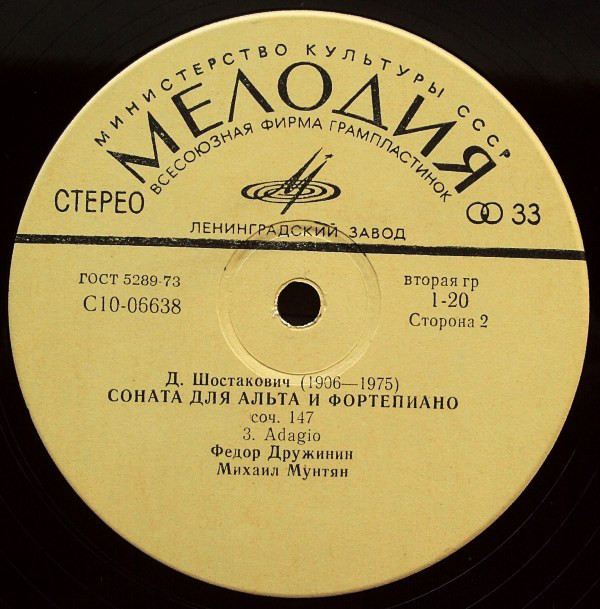 МИНИСТЕРСТВО КУЛЬТУРЫ СССР
МЕЛОДИЯ
ВСЕСОЮЗНАЯ ФИРМА ГРАМПЛАСТИНОК
СТЕРЕО
33
ЛЕНИНГРАДСКИЙ ЗАВОД
ГОСТ 5289-73
С10-06638
вторая гр
1-20
Сторона 2
Д. Шостакович (1906—1975)
СОНАТА ДЛЯ АЛЬТА И ФОРТЕПИАНО
соч. 147
3. Adagio
Федор Дружинин
Михаил Мунтян